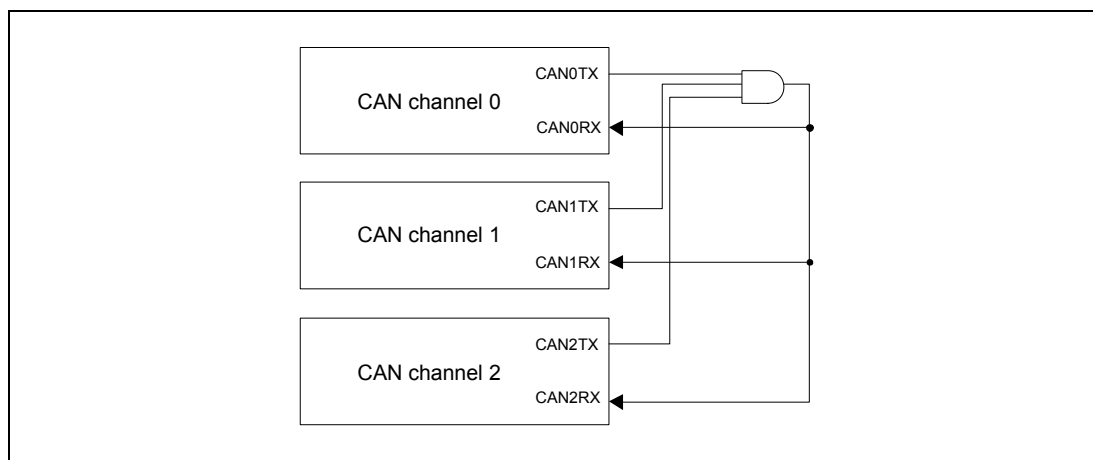 CAN0TX
CAN channel 0
CAN0RX
CAN1TX
CAN channel 1
CAN1RX
CAN2TX
CAN channel 2
CAN2RX